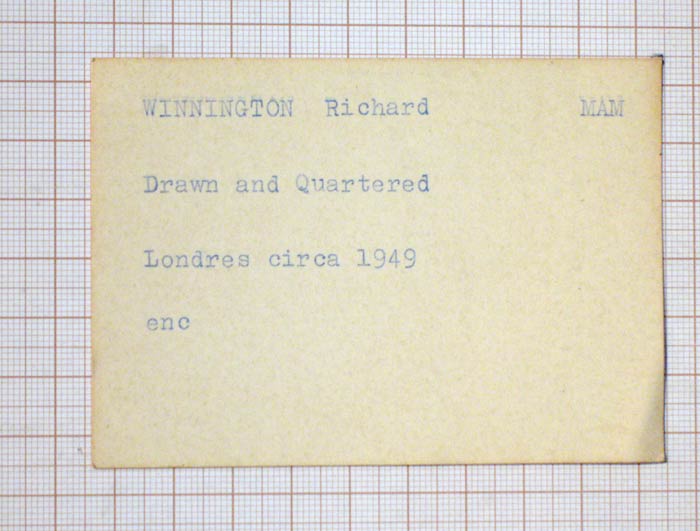 WINNINGTON Richard MAM
Drawn and Quartered
Londres circa 1949
enc